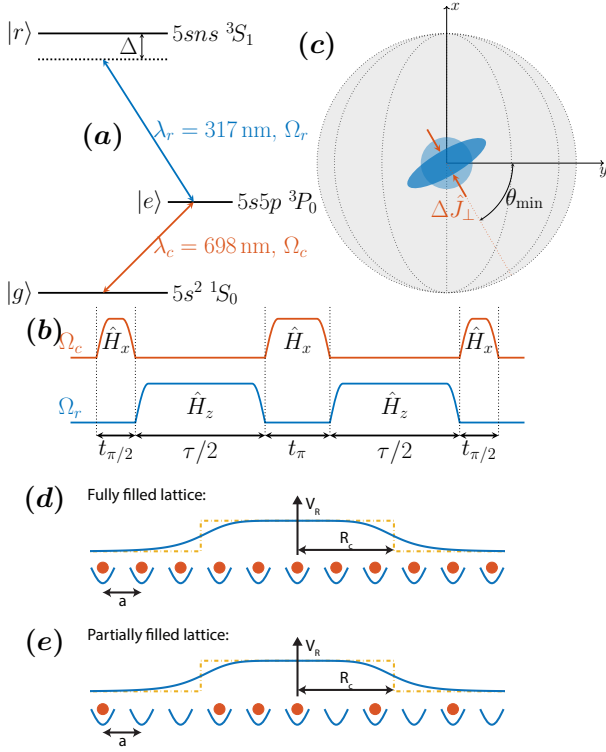 |r⟩ 5sns ³S₁
Δ
(a)
λ_r = 317 nm, Ω_r
|e⟩ 5s5p ³P₀
λ_c = 698 nm, Ω_c
|g⟩ 5s² ¹S₀
(c)
x
y
θ_min
ΔĴ_⊥
(b)
Ω_c Ĥ_x Ĥ_x Ĥ_x
Ω_r Ĥ_z Ĥ_z
t_π/2 τ/2 t_π τ/2 t_π/2
(d) Fully filled lattice:
V_R
R_c
a
(e) Partially filled lattice:
V_R
R_c
a